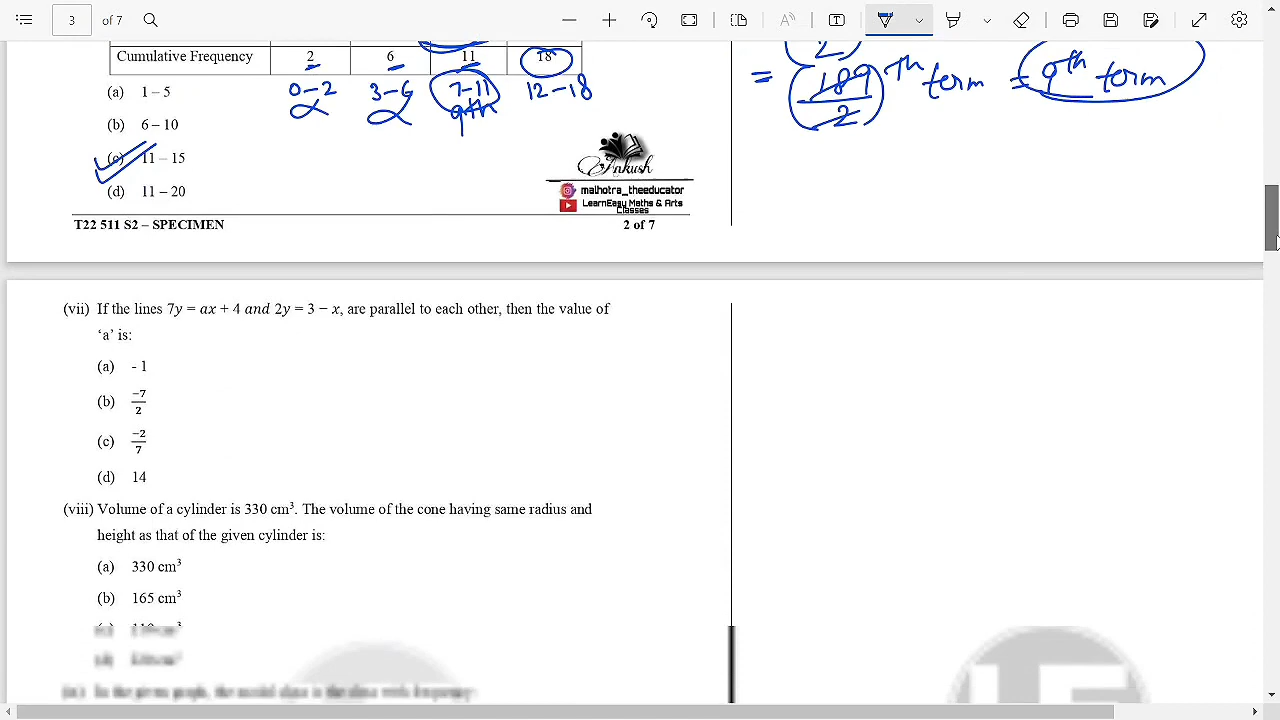 3 of 7
Cumulative Frequency 2 6 11 18
0-2 3-6 7-11 12-18
9th
(a) 1 – 5
(b) 6 – 10
(c) 11 – 15
(d) 11 – 20
= (189/2)th term = 9th term
Ankush
malhotra_theeducator
LearnEasy Maths & Arts
Classes
T22 511 S2 – SPECIMEN 2 of 7
(vii) If the lines 7y = ax + 4 and 2y = 3 − x, are parallel to each other, then the value of
‘a’ is:
(a) - 1
(b) −7/2
(c) −2/7
(d) 14
(viii) Volume of a cylinder is 330 cm³. The volume of the cone having same radius and
height as that of the given cylinder is:
(a) 330 cm³
(b) 165 cm³